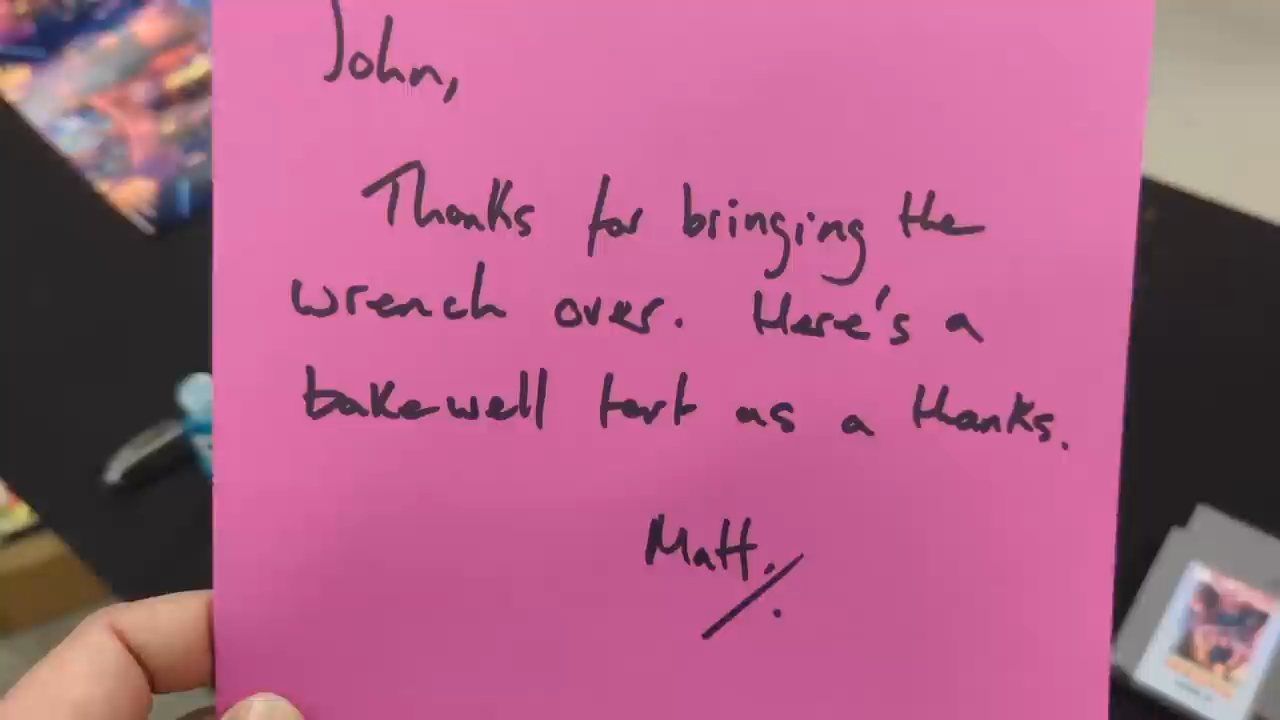 John,
Thanks for bringing the
wrench over. Here's a
bakewell tart as a thanks.
Matt.